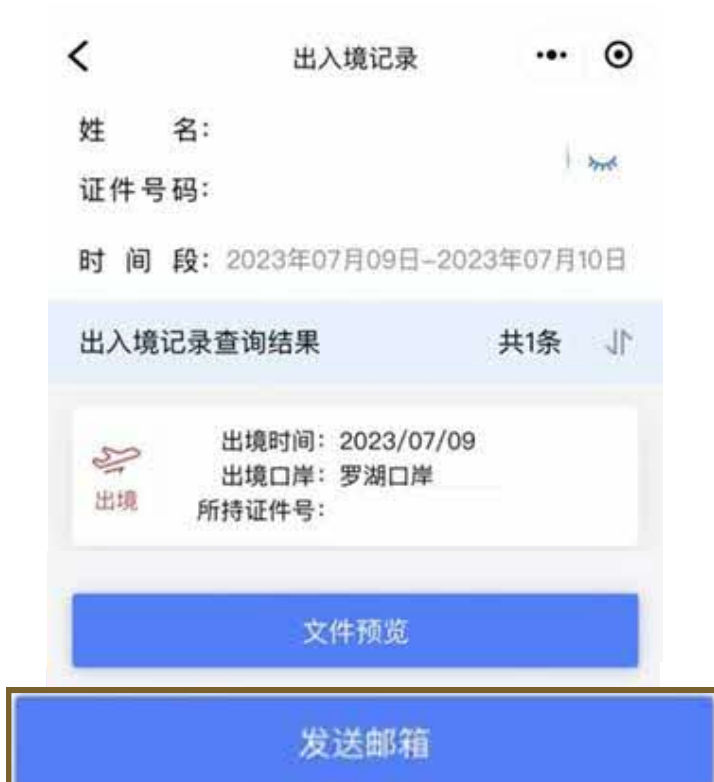 出入境记录
姓 名：
证件号码：
时 间 段：2023年07月09日-2023年07月10日
出入境记录查询结果 共1条
出境时间：2023/07/09
出境口岸：罗湖口岸
出境
所持证件号：
文件预览
发送邮箱